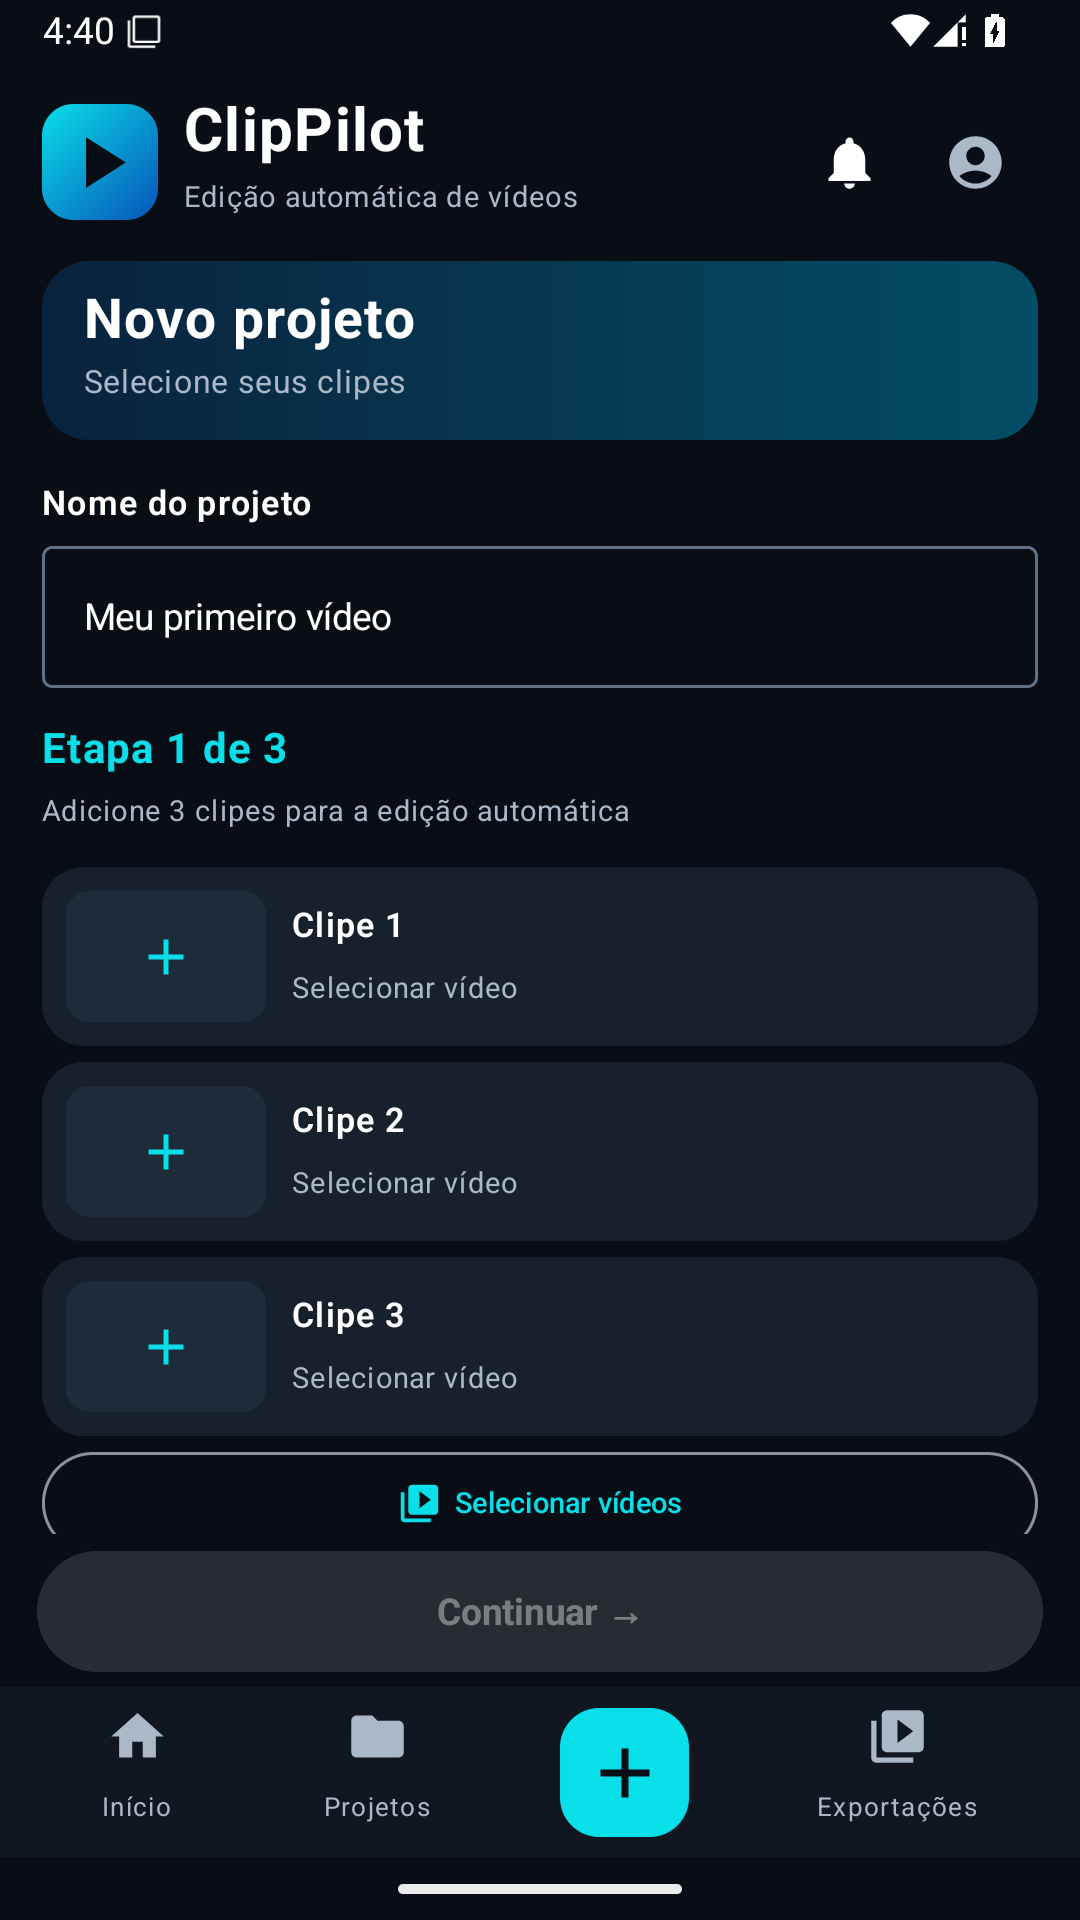 4:40
ClipPilot
Edição automática de vídeos
Novo projeto
Selecione seus clipes
Nome do projeto
Meu primeiro vídeo
Etapa 1 de 3
Adicione 3 clipes para a edição automática
Clipe 1
Selecionar vídeo
Clipe 2
Selecionar vídeo
Clipe 3
Selecionar vídeo
Selecionar vídeos
Continuar →
Início
Projetos
Exportações